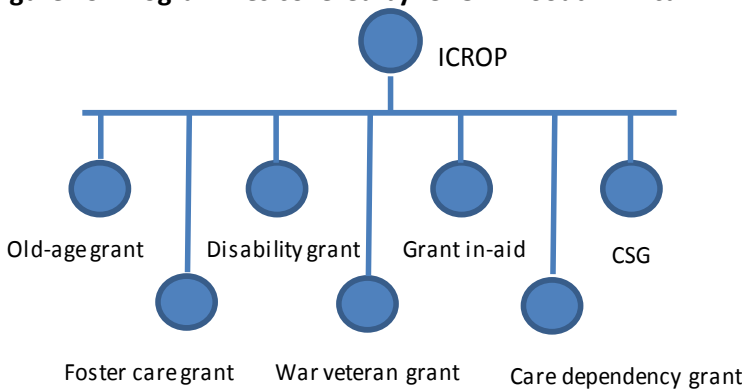 ICROP
Old-age grant Disability grant Grant in-aid CSG
Foster care grant War veteran grant Care dependency grant